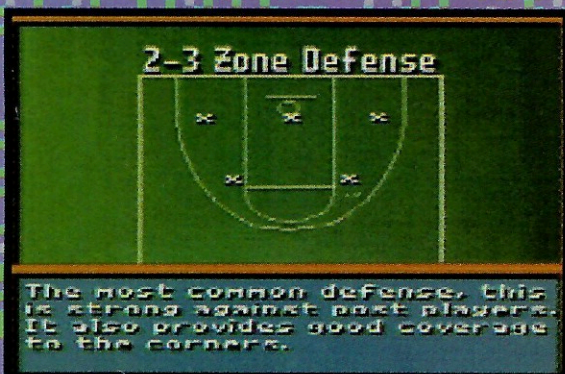 2-3 Zone Defense
The most common defense, this
is strong against post players.
It also provides good coverage
to the corners.